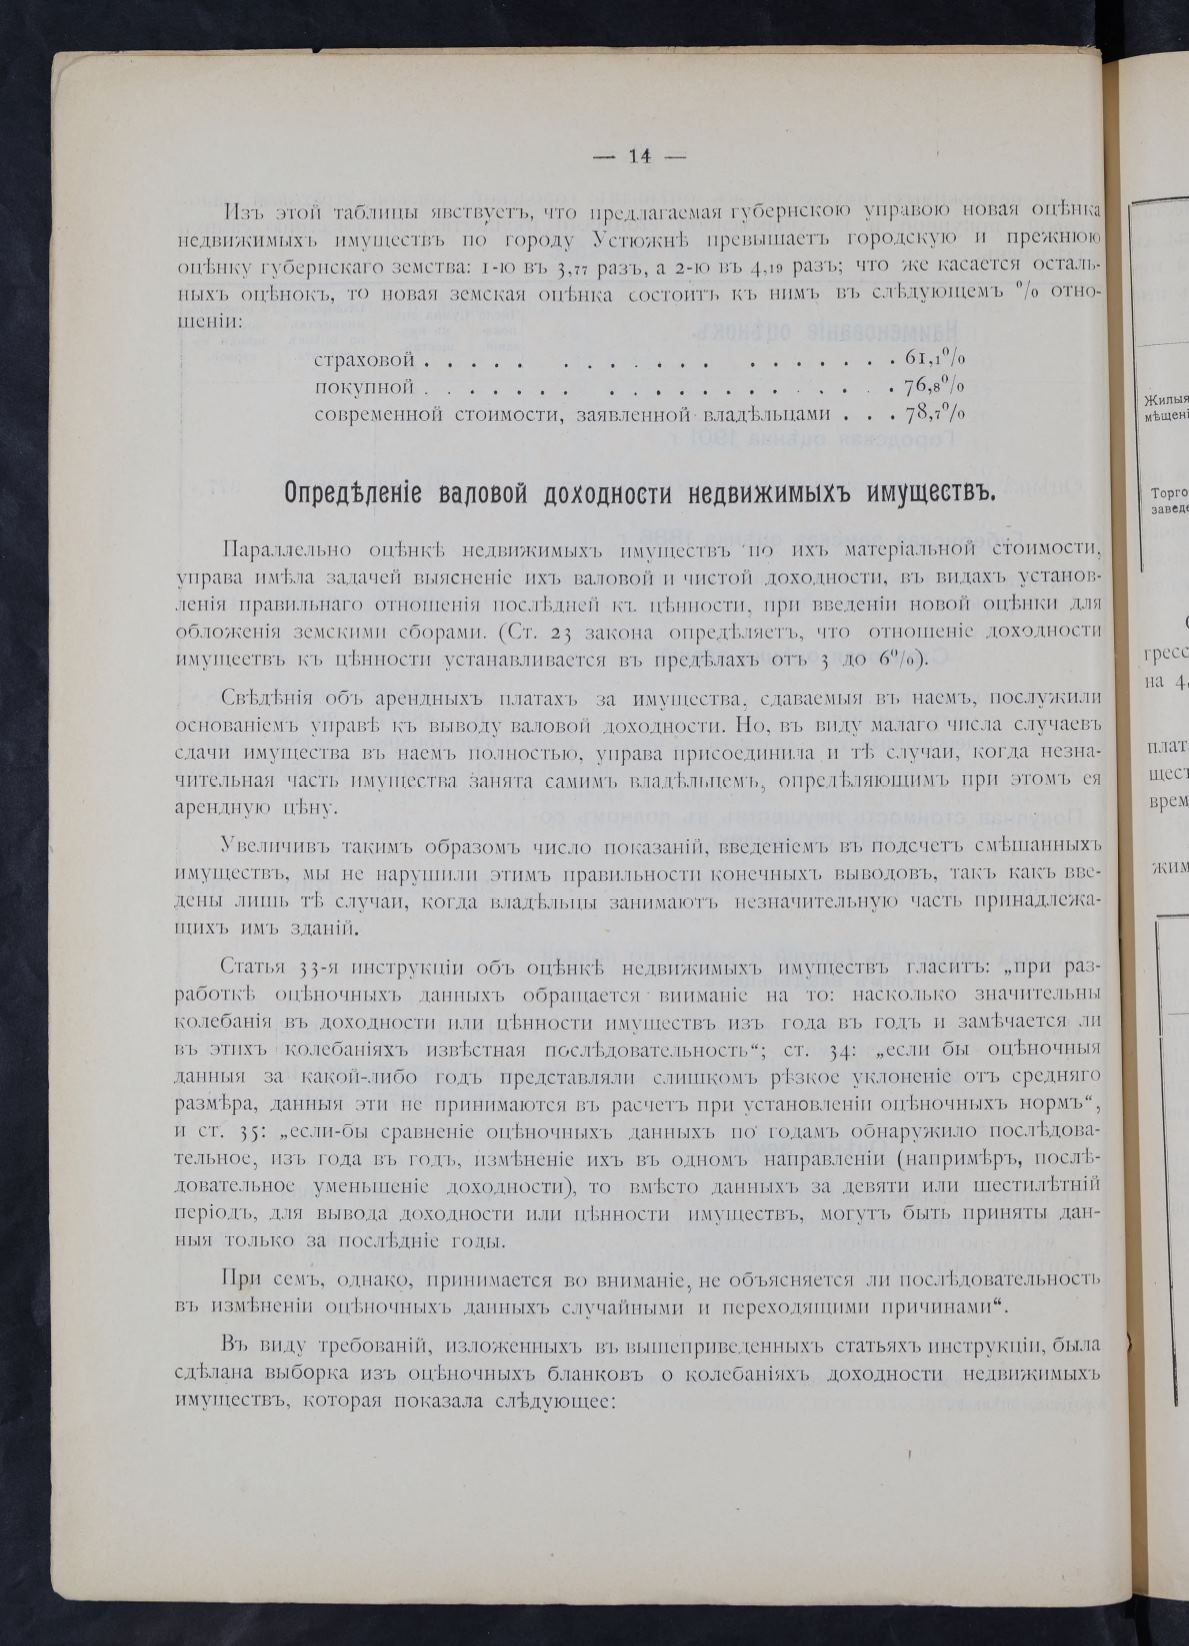 — 14 —
Изъ этой таблицы явствуетъ, что предлагаемая губернскою управою новая оцѣнка
недвижимыхъ имуществъ по городу Устюжнѣ превышаетъ городскую и прежнюю
оцѣнку губернскаго земства: 1-ю въ 3,77 разъ, а 2-ю въ 4,19 разъ; что же касается осталь-
ныхъ оцѣнокъ, то новая земская оцѣнка состоитъ къ нимъ въ слѣдующемъ % отно-
шеніи:
страховой . . . . . . . . . . . . . . . . . . . 61,1%
покупной . . . . . . . . . . . . . . . . . . . 76,8%
современной стоимости, заявленной владѣльцами . . . 78,7%
Опредѣленіе валовой доходности недвижимыхъ имуществъ.
Параллельно оцѣнкѣ недвижимыхъ имуществъ по ихъ матеріальной стоимости,
управа имѣла задачей выясненіе ихъ валовой и чистой доходности, въ видахъ установ-
ленія правильнаго отношенія послѣдней къ цѣнности, при введеніи новой оцѣнки для
обложенія земскими сборами. (Ст. 23 закона опредѣляетъ, что отношеніе доходности
имуществъ къ цѣнности устанавливается въ предѣлахъ отъ 3 до 6%).
Свѣдѣнія объ арендныхъ платахъ за имущества, сдаваемыя въ наемъ, послужили
основаніемъ управѣ къ выводу валовой доходности. Но, въ виду малаго числа случаевъ
сдачи имущества въ наемъ полностью, управа присоединила и тѣ случаи, когда незна-
чительная часть имущества занята самимъ владѣльцемъ, опредѣляющимъ при этомъ ея
арендную цѣну.
Увеличивъ такимъ образомъ число показаній, введеніемъ въ подсчетъ смѣшанныхъ
имуществъ, мы не нарушили этимъ правильности конечныхъ выводовъ, такъ какъ вве-
дены лишь тѣ случаи, когда владѣльцы занимаютъ незначительную часть принадлежа-
щихъ имъ зданій.
Статья 33-я инструкціи объ оцѣнкѣ недвижимыхъ имуществъ гласитъ: „при раз-
работкѣ оцѣночныхъ данныхъ обращается вниманіе на то: насколько значительны
колебанія въ доходности или цѣнности имуществъ изъ года въ годъ и замѣчается ли
въ этихъ колебаніяхъ извѣстная послѣдовательность“; ст. 34: „если бы оцѣночныя
данныя за какой-либо годъ представляли слишкомъ рѣзкое уклоненіе отъ средняго
размѣра, данныя эти не принимаются въ расчетъ при установленіи оцѣночныхъ нормъ“,
и ст. 35: „если-бы сравненіе оцѣночныхъ данныхъ по годамъ обнаружило послѣдова-
тельное, изъ года въ годъ, измѣненіе ихъ въ одномъ направленіи (напримѣръ, послѣ-
довательное уменьшеніе доходности), то вмѣсто данныхъ за девяти или шестилѣтній
періодъ, для вывода доходности или цѣнности имуществъ, могутъ быть приняты дан-
ныя только за послѣдніе годы.
При семъ, однако, принимается во вниманіе, не объясняется ли послѣдовательность
въ измѣненіи оцѣночныхъ данныхъ случайными и переходящими причинами“.
Въ виду требованій, изложенныхъ въ вышеприведенныхъ статьяхъ инструкціи, была
сдѣлана выборка изъ оцѣночныхъ бланковъ о колебаніяхъ доходности недвижимыхъ
имуществъ, которая показала слѣдующее:
Жилыя
мѣщені
Торго
заведе
гресс
на 4,
плат
щест
врем
жим